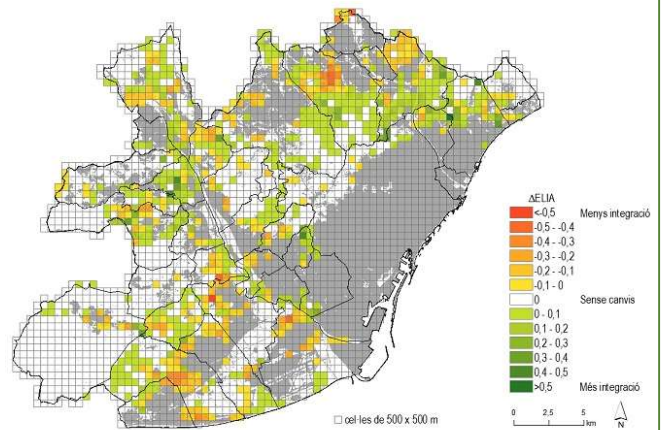 ΔELIA
<-0,5 Menys integració
-0,5 - -0,4
-0,4 - -0,3
-0,3 - -0,2
-0,2 - -0,1
-0,1 - 0
0 Sense canvis
0 - 0,1
0,1 - 0,2
0,2 - 0,3
0,3 - 0,4
0,4 - 0,5
>0,5 Més integració
cel·les de 500 x 500 m
0 2,5 5 km
N